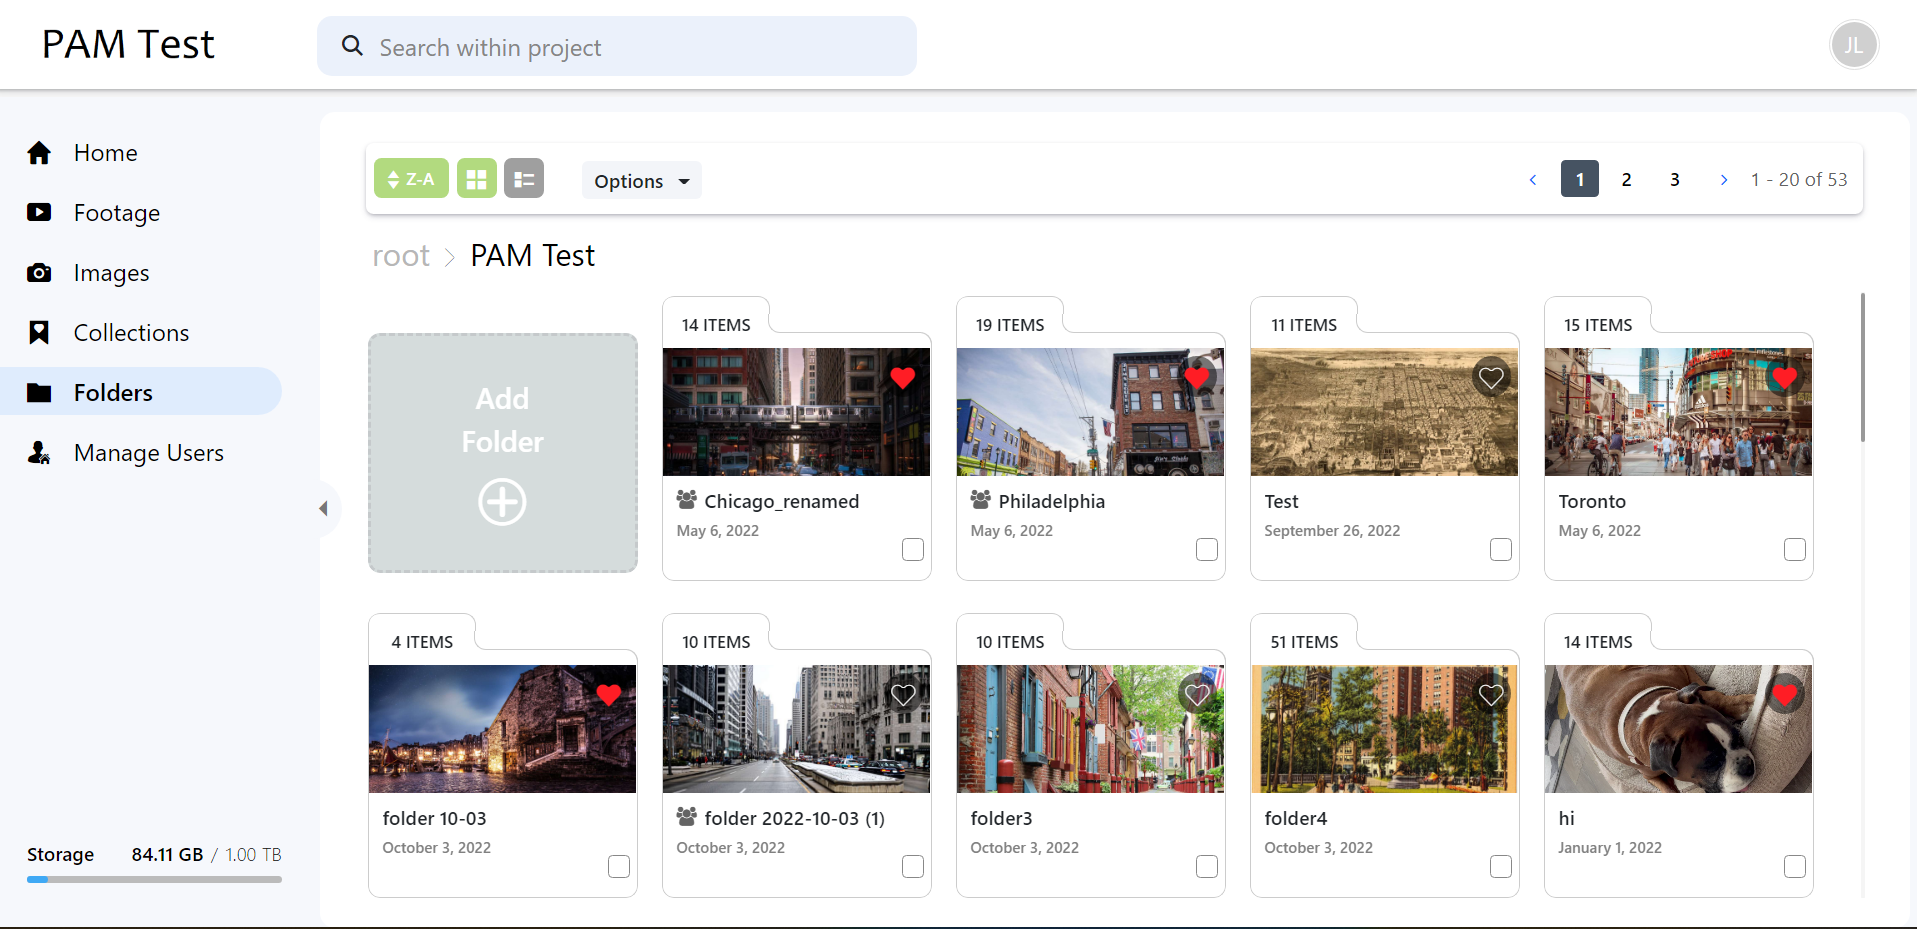 PAM Test
Search within project
JL
Home
Footage
Images
Collections
Folders
Manage Users
Storage 84.11 GB / 1.00 TB
Z-A
Options
1 2 3 1 - 20 of 53
root > PAM Test
Add
Folder
14 ITEMS
Chicago_renamed
May 6, 2022
19 ITEMS
Philadelphia
May 6, 2022
11 ITEMS
Test
September 26, 2022
15 ITEMS
Toronto
May 6, 2022
4 ITEMS
folder 10-03
October 3, 2022
10 ITEMS
folder 2022-10-03 (1)
October 3, 2022
10 ITEMS
folder3
October 3, 2022
51 ITEMS
folder4
October 3, 2022
14 ITEMS
hi
January 1, 2022